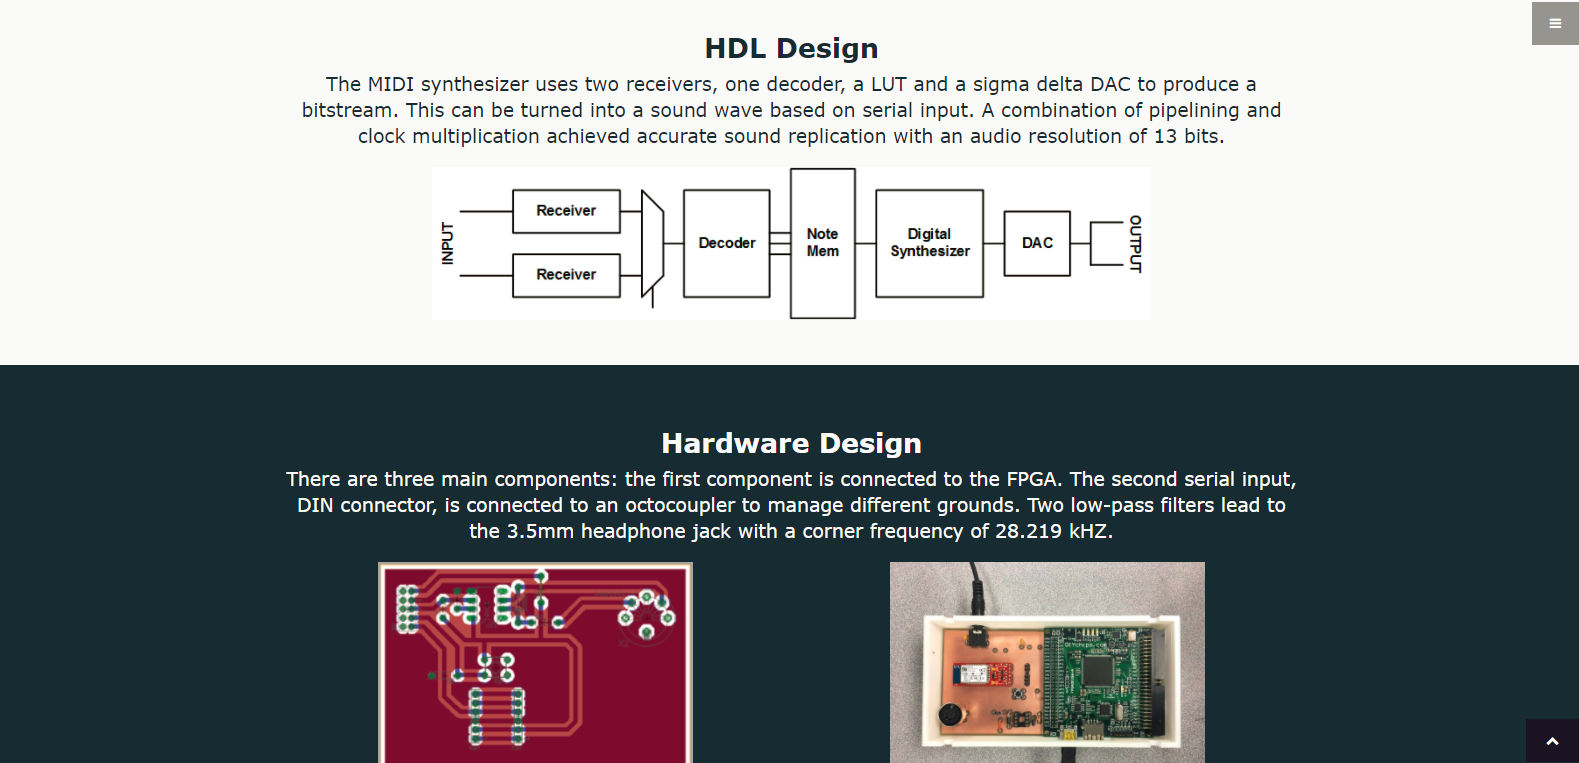 HDL Design
The MIDI synthesizer uses two receivers, one decoder, a LUT and a sigma delta DAC to produce a
bitstream. This can be turned into a sound wave based on serial input. A combination of pipelining and
clock multiplication achieved accurate sound replication with an audio resolution of 13 bits.
INPUT
Receiver
Receiver
Decoder
Note
Mem
Digital
Synthesizer
DAC
OUTPUT
Hardware Design
There are three main components: the first component is connected to the FPGA. The second serial input,
DIN connector, is connected to an octocoupler to manage different grounds. Two low-pass filters lead to
the 3.5mm headphone jack with a corner frequency of 28.219 kHZ.